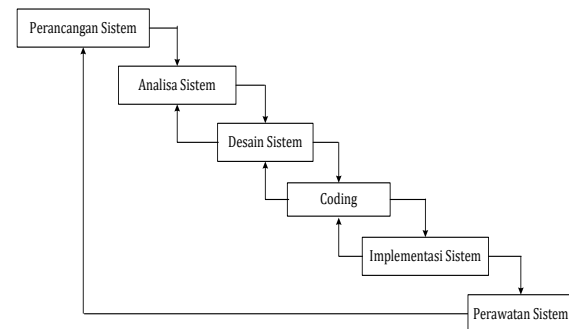 Perancangan Sistem
Analisa Sistem
Desain Sistem
Coding
Implementasi Sistem
Perawatan Sistem